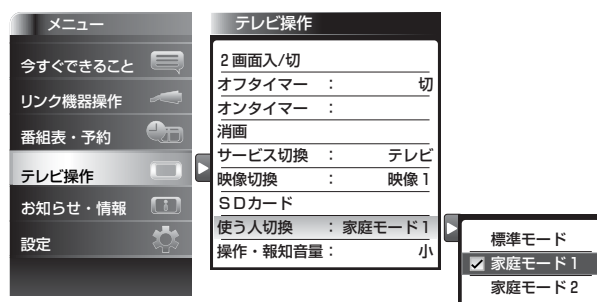 メニュー
今すぐできること
リンク機器操作
番組表・予約
テレビ操作
お知らせ・情報
設定
テレビ操作
2画面入/切
オフタイマー : 切
オンタイマー :
消画
サービス切換 : テレビ
映像切換 : 映像1
SDカード
使う人切換 : 家庭モード1
操作・報知音量 : 小
標準モード
家庭モード1
家庭モード2